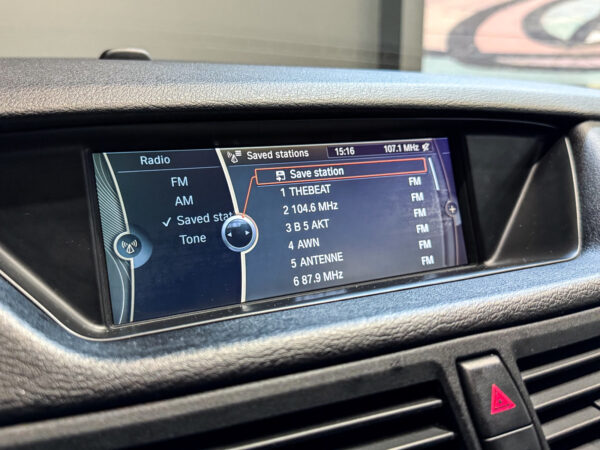 Radio
FM
AM
Saved stat
Tone
Saved stations 15:16 107.1 MHz
Save station
1 THEBEAT FM
2 104.6 MHz FM
3 B 5 AKT FM
4 AWN FM
5 ANTENNE FM
6 87.9 MHz